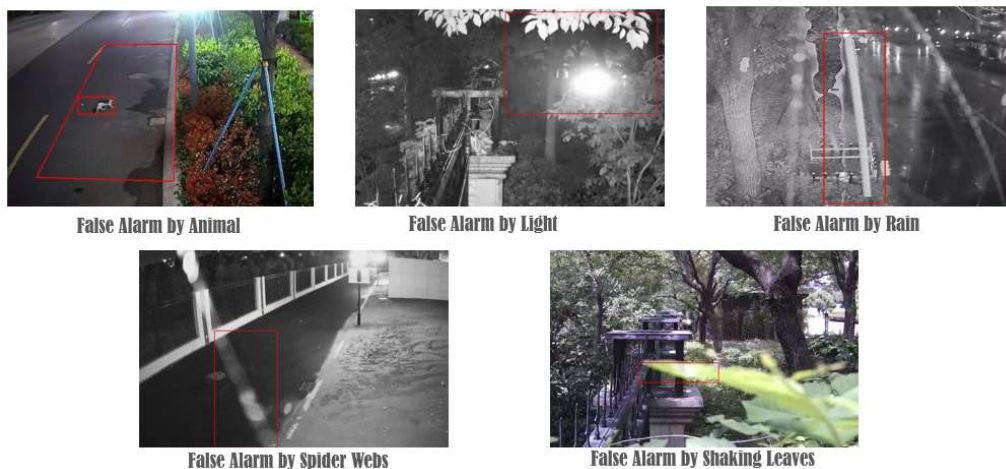 False Alarm by Animal
False Alarm by Light
False Alarm by Rain
False Alarm by Spider Webs
False Alarm by Shaking Leaves